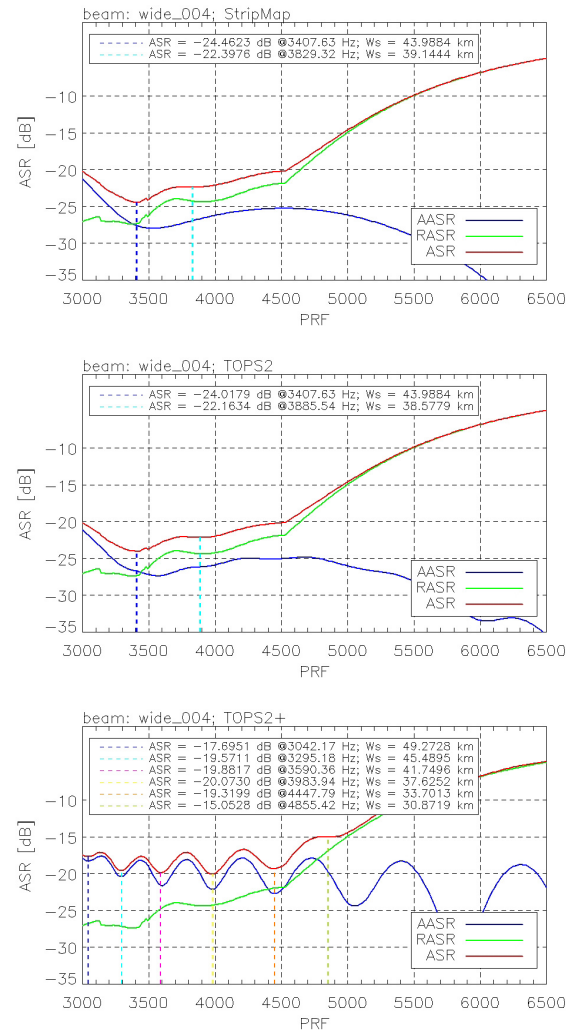 beam: wide_004; StripMap
ASR = -24.4623 dB @3407.63 Hz; Ws = 43.9884 km
ASR = -22.3976 dB @3829.32 Hz; Ws = 39.1444 km
-10
-15
-20
-25
-30
-35
ASR [dB]
AASR
RASR
ASR
3000 3500 4000 4500 5000 5500 6000 6500
PRF
beam: wide_004; TOPS2
ASR = -24.0179 dB @3407.63 Hz; Ws = 43.9884 km
ASR = -22.1634 dB @3885.54 Hz; Ws = 38.5779 km
-10
-15
-20
-25
-30
-35
ASR [dB]
AASR
RASR
ASR
3000 3500 4000 4500 5000 5500 6000 6500
PRF
beam: wide_004; TOPS2+
ASR = -17.6951 dB @3042.17 Hz; Ws = 49.2728 km
ASR = -19.5711 dB @3295.18 Hz; Ws = 45.4895 km
ASR = -19.8817 dB @3590.36 Hz; Ws = 41.7496 km
ASR = -20.0730 dB @3983.94 Hz; Ws = 37.6252 km
ASR = -19.3199 dB @4447.79 Hz; Ws = 33.7013 km
ASR = -15.0528 dB @4855.42 Hz; Ws = 30.8719 km
-10
-15
-20
-25
-30
-35
ASR [dB]
AASR
RASR
ASR
3000 3500 4000 4500 5000 5500 6000 6500
PRF